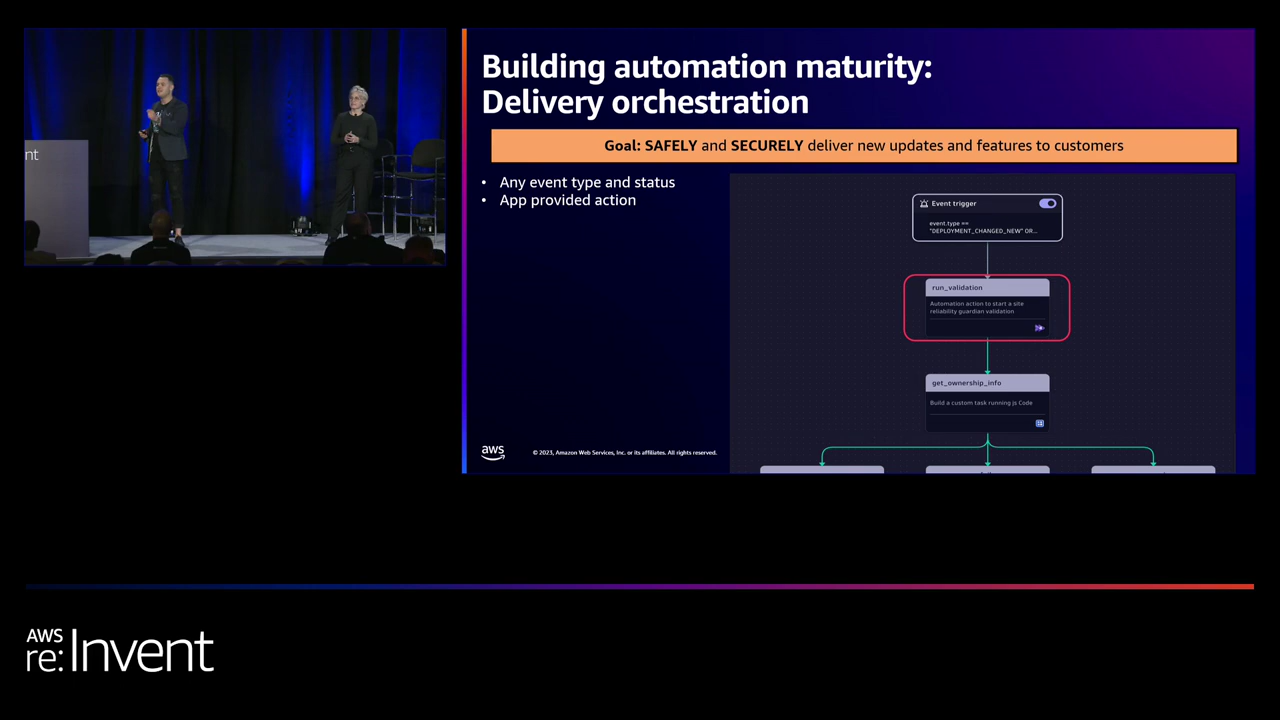 nt
Building automation maturity:
Delivery orchestration
Goal: SAFELY and SECURELY deliver new updates and features to customers
• Any event type and status
• App provided action
Event trigger
event.type ==
"DEPLOYMENT_CHANGED_NEW" OR...
run_validation
Automation action to start a site
reliability guardian validation
get_ownership_info
Build a custom task running js Code
aws
© 2023, Amazon Web Services, Inc. or its affiliates. All rights reserved.
AWS
re:Invent